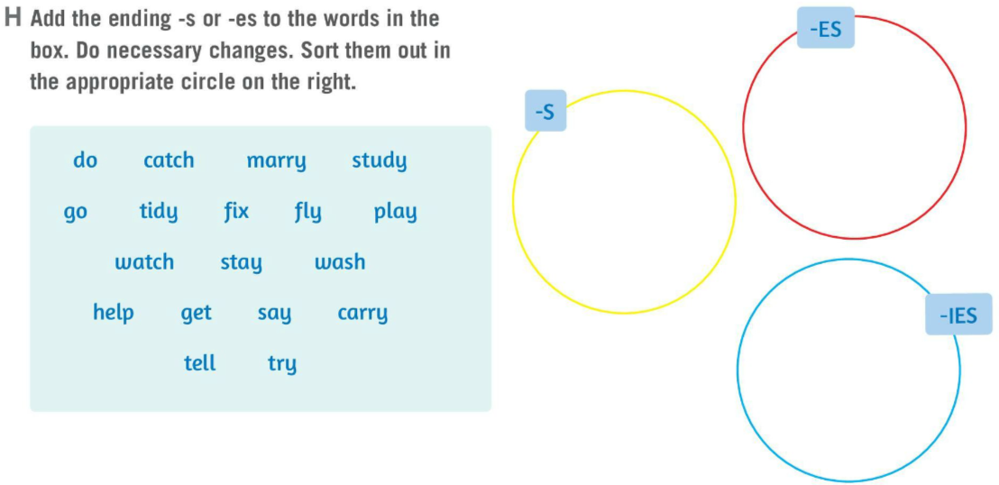 H Add the ending -s or -es to the words in the
box. Do necessary changes. Sort them out in
the appropriate circle on the right.
do catch marry study
go tidy fix fly play
watch stay wash
help get say carry
tell try
-S
-ES
-IES